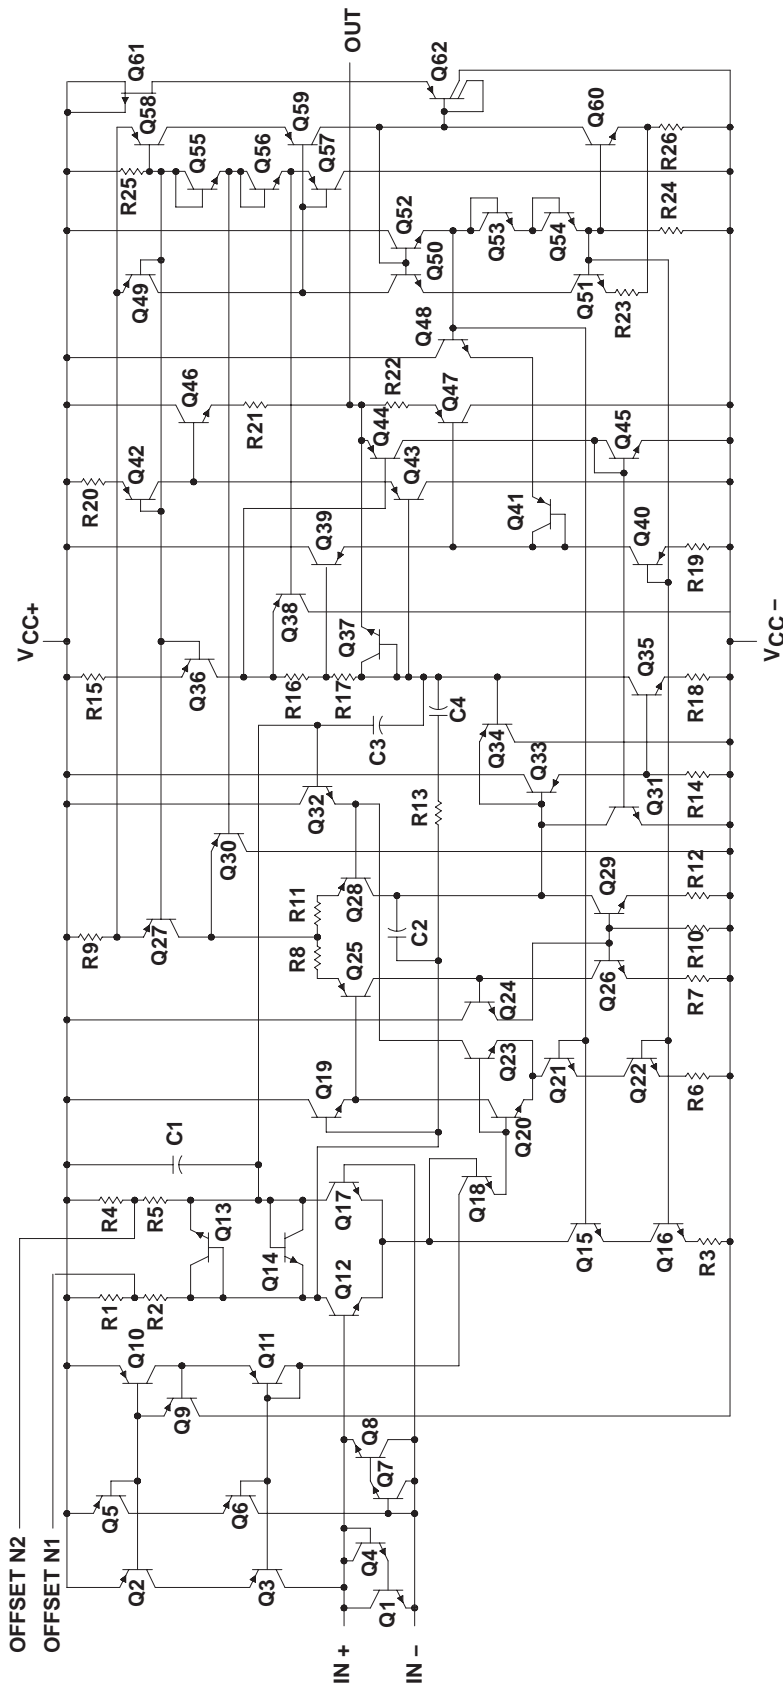 V CC+
OFFSET N2
OFFSET N1
R1
R4
R9
R15
R20
R25
Q61
C1
R2
R5
Q5
Q10
Q27
Q36
Q42
Q49
Q58
Q2
Q9
Q13
Q55
Q46
Q30
Q6
Q11
Q14
Q56
Q3
R8
R11
R16
R21
Q38
Q59
Q12
Q17
Q19
Q25
Q28
Q32
Q39
Q57
IN +
Q8
Q7
Q4
Q1
C2
C3
R17
Q37
OUT
IN −
R13
C4
Q44
R22
Q43
Q52
Q50
Q62
Q18
Q20
Q23
Q24
Q34
Q33
Q47
Q48
Q53
Q54
Q41
Q21
Q15
Q26
Q29
Q51
Q60
Q16
Q22
Q31
Q35
Q40
Q45
R23
R3
R6
R7
R10
R12
R14
R18
R19
R24
R26
V CC −